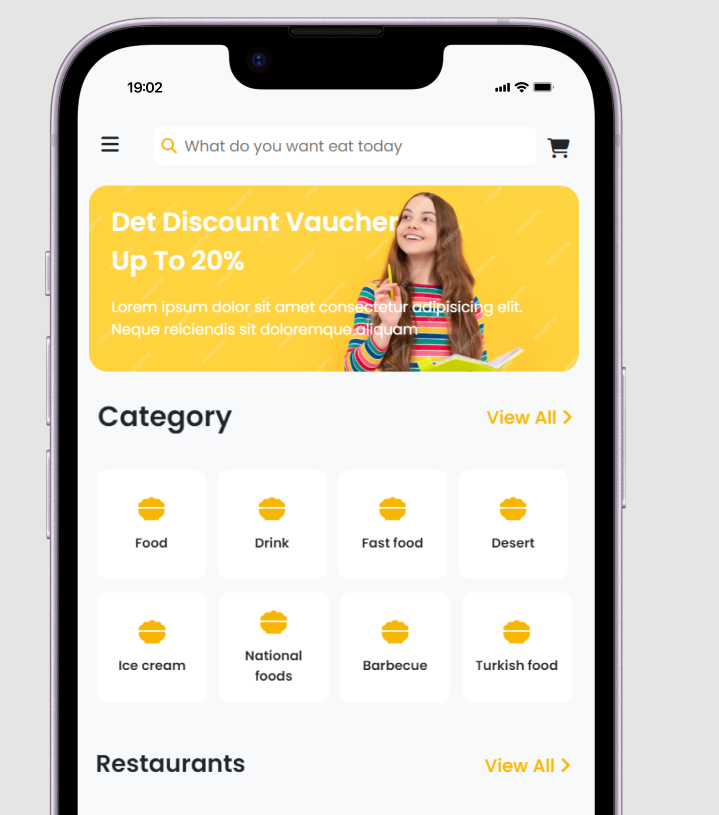 19:02
What do you want eat today
Det Discount Vaucher
Up To 20%
Lorem ipsum dolor sit amet consectetur adipisicing elit.
Neque reiciendis sit doloremque aliquam
Category
View All
Food
Drink
Fast food
Desert
Ice cream
National
foods
Barbecue
Turkish food
Restaurants
View All